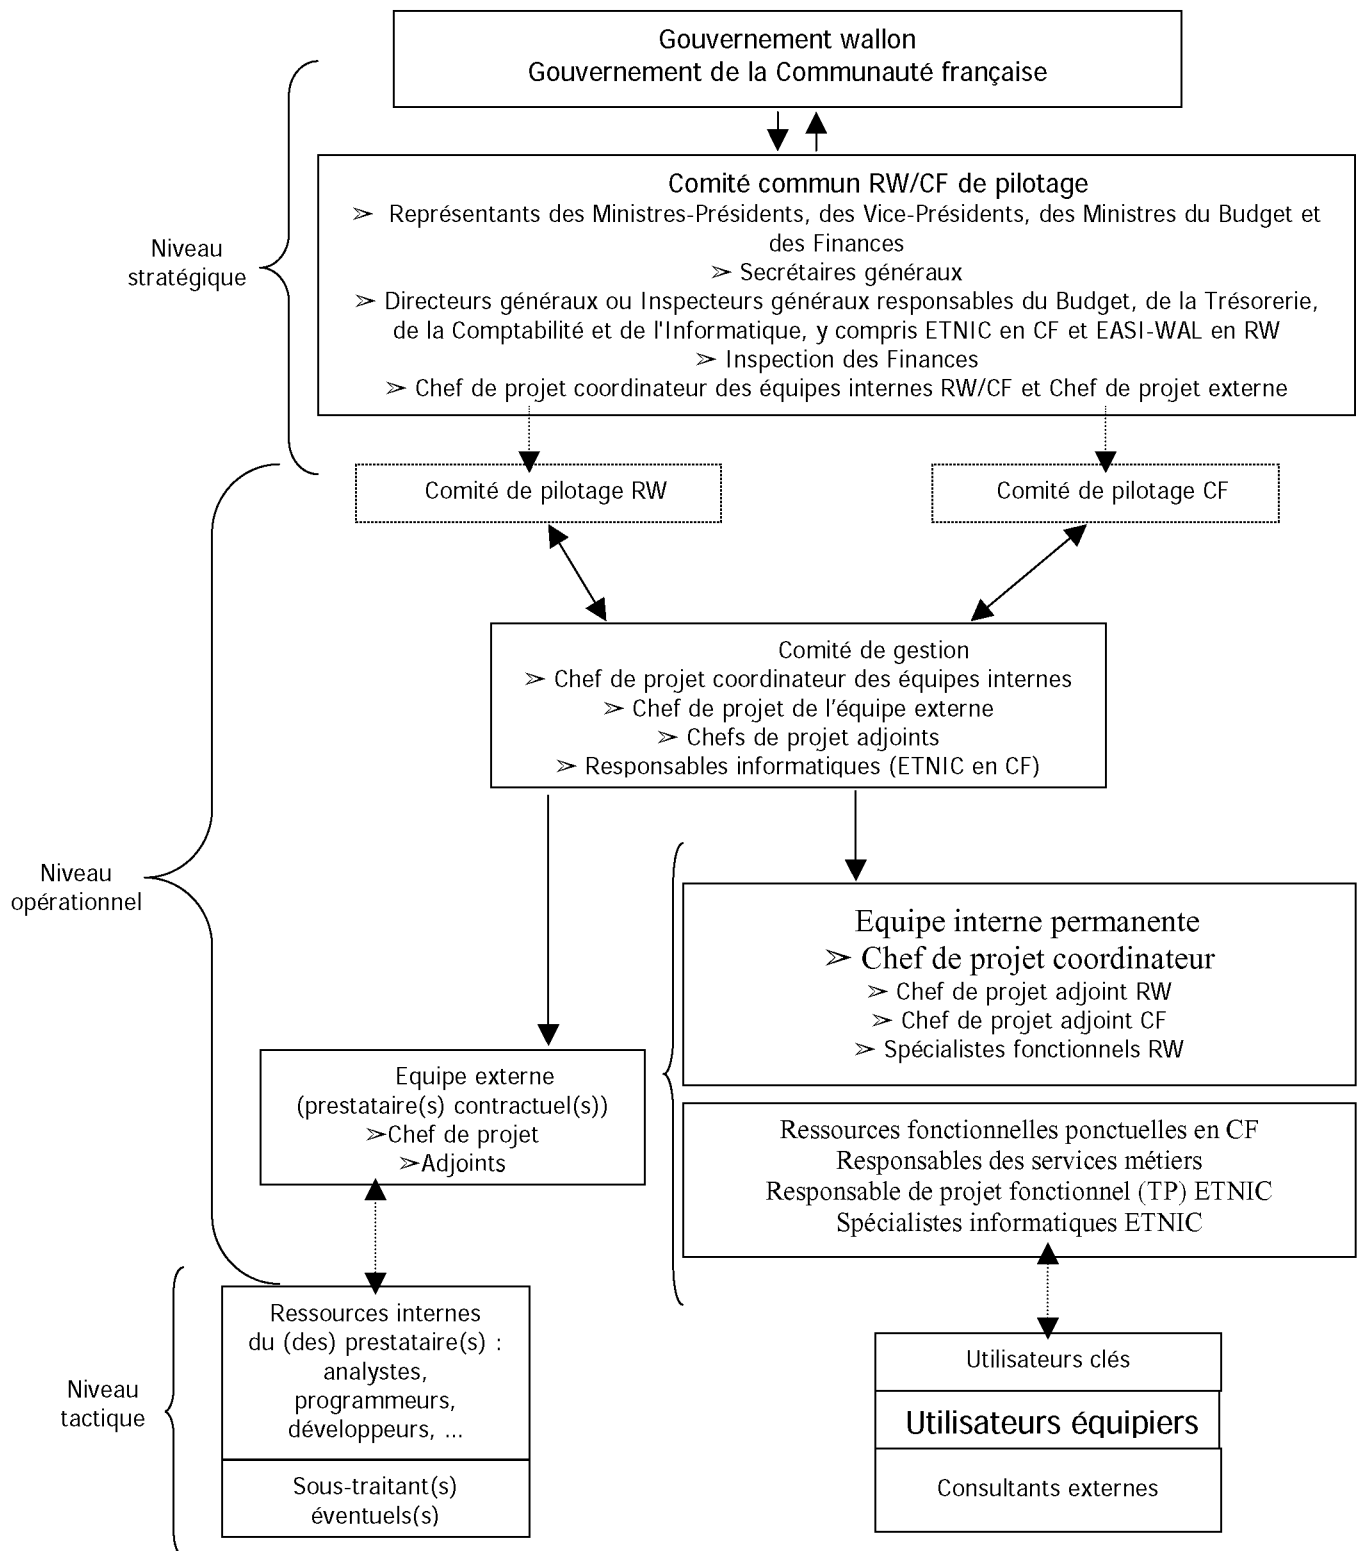 Gouvernement wallon
Gouvernement de la Communauté française
Comité commun RW/CF de pilotage
➢ Représentants des Ministres-Présidents, des Vice-Présidents, des Ministres du Budget et
des Finances
➢ Secrétaires généraux
➢ Directeurs généraux ou Inspecteurs généraux responsables du Budget, de la Trésorerie,
de la Comptabilité et de l'Informatique, y compris ETNIC en CF et EASI-WAL en RW
➢ Inspection des Finances
➢ Chef de projet coordinateur des équipes internes RW/CF et Chef de projet externe
Niveau
stratégique
Comité de pilotage RW
Comité de pilotage CF
Comité de gestion
➢ Chef de projet coordinateur des équipes internes
➢ Chef de projet de l'équipe externe
➢ Chefs de projet adjoints
➢ Responsables informatiques (ETNIC en CF)
Niveau
opérationnel
Equipe interne permanente
➢ Chef de projet coordinateur
➢ Chef de projet adjoint RW
➢ Chef de projet adjoint CF
➢ Spécialistes fonctionnels RW
Equipe externe
(prestataire(s) contractuel(s))
➢Chef de projet
➢Adjoints
Ressources fonctionnelles ponctuelles en CF
Responsables des services métiers
Responsable de projet fonctionnel (TP) ETNIC
Spécialistes informatiques ETNIC
Niveau
tactique
Ressources internes
du (des) prestataire(s) :
analystes,
programmeurs,
développeurs, ...
Sous-traitant(s)
éventuels(s)
Utilisateurs clés
Utilisateurs équipiers
Consultants externes